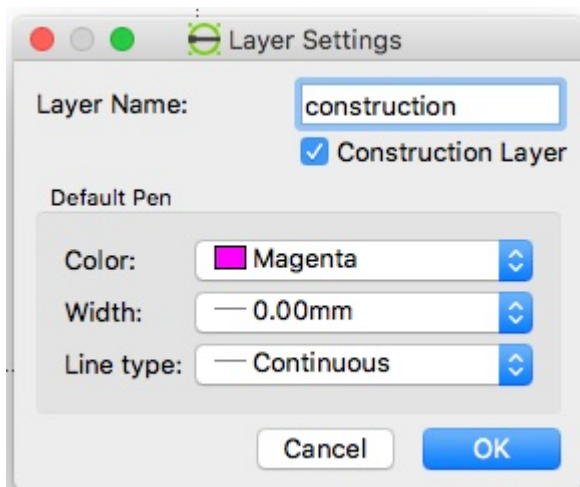 Layer Settings
Layer Name: construction
Construction Layer
Default Pen
Color: Magenta
Width: 0.00mm
Line type: Continuous
Cancel OK